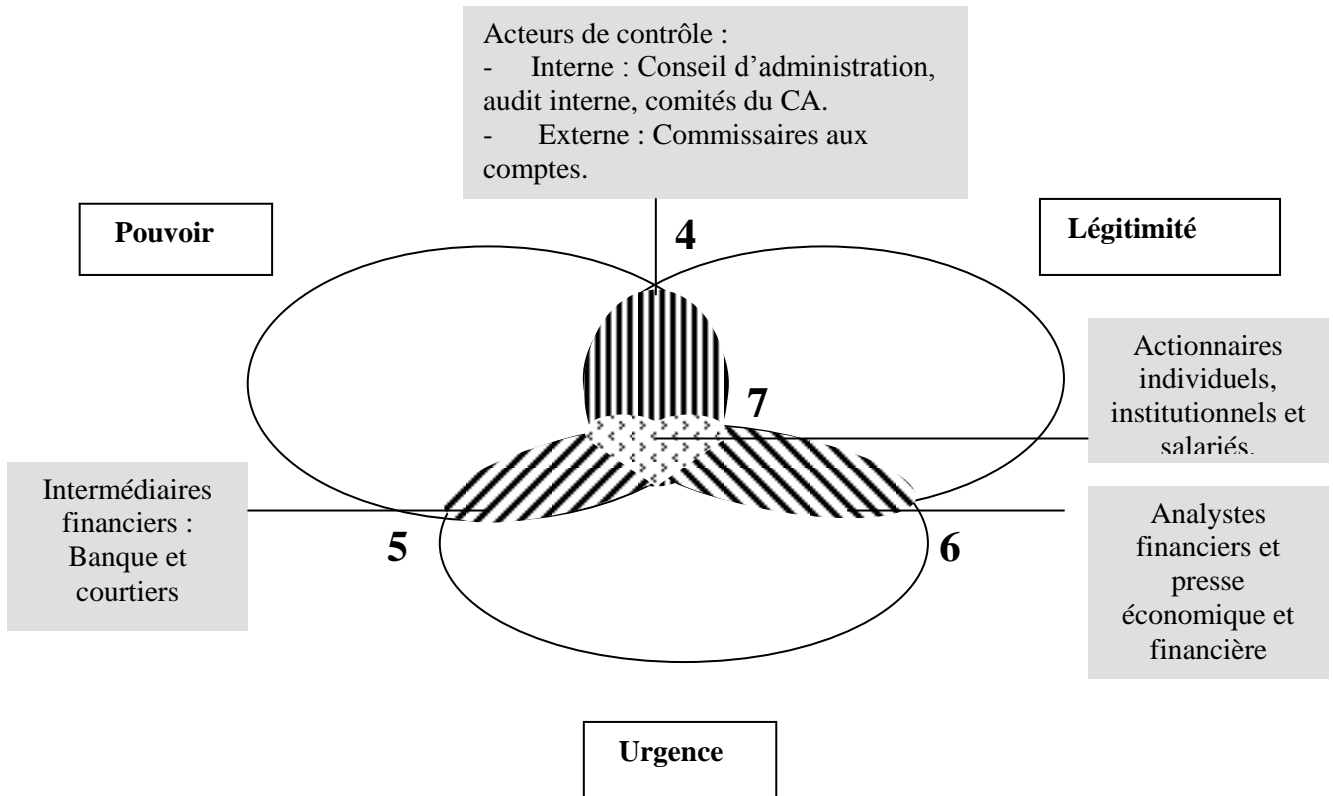 Acteurs de contrôle :
- Interne : Conseil d’administration,
audit interne, comités du CA.
- Externe : Commissaires aux
comptes.
Pouvoir
4
Légitimité
Actionnaires
individuels,
institutionnels et
salariés.
7
Intermédiaires
financiers :
Banque et
courtiers
5
6
Analystes
financiers et
presse
économique et
financière
Urgence